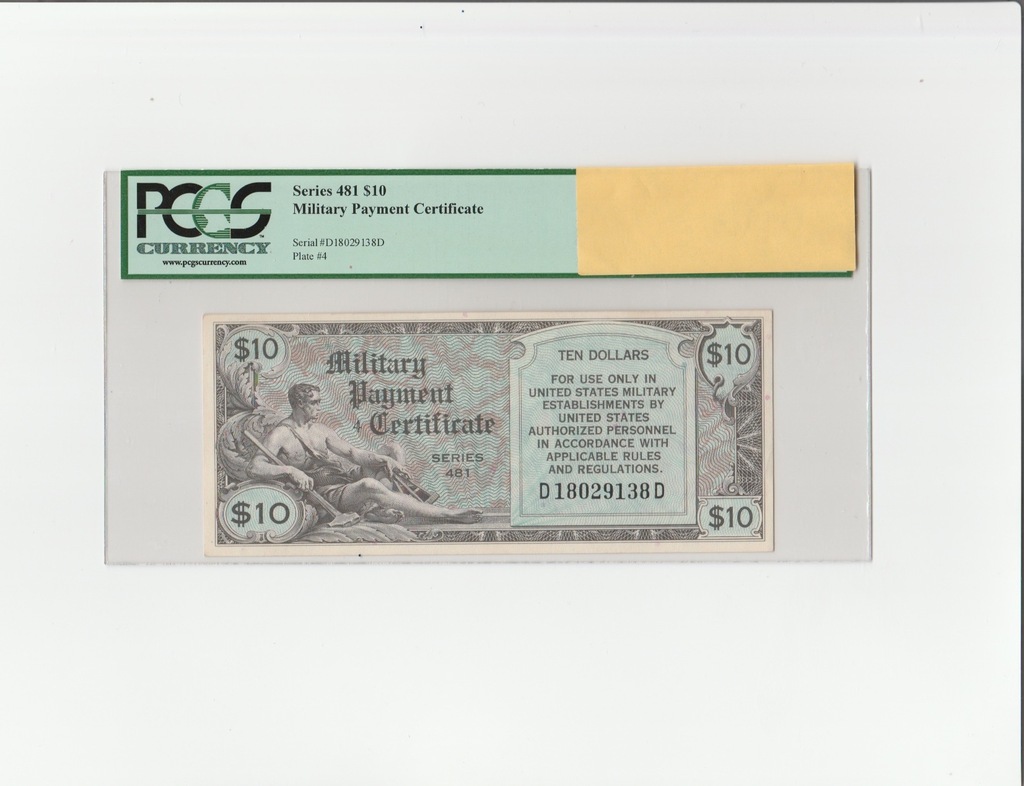 PCGS
CURRENCY
www.pcgscurrency.com
Series 481 $10
Military Payment Certificate
Serial #D18029138D
Plate #4
$10
Military
Payment
4 Certificate
SERIES
481
$10
TEN DOLLARS
FOR USE ONLY IN
UNITED STATES MILITARY
ESTABLISHMENTS BY
UNITED STATES
AUTHORIZED PERSONNEL
IN ACCORDANCE WITH
APPLICABLE RULES
AND REGULATIONS.
D18029138D
$10
$10